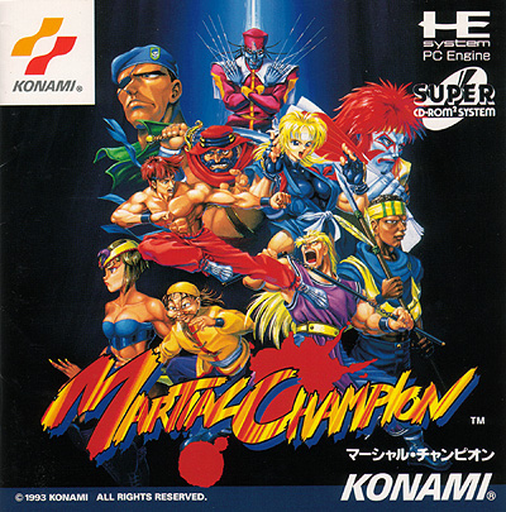 KONAMI®
HE
system
PC Engine
SUPER
CD-ROM² SYSTEM
MARTIAL CHAMPION ™
マーシャル・チャンピオン
©1993 KONAMI ALL RIGHTS RESERVED.
KONAMI®